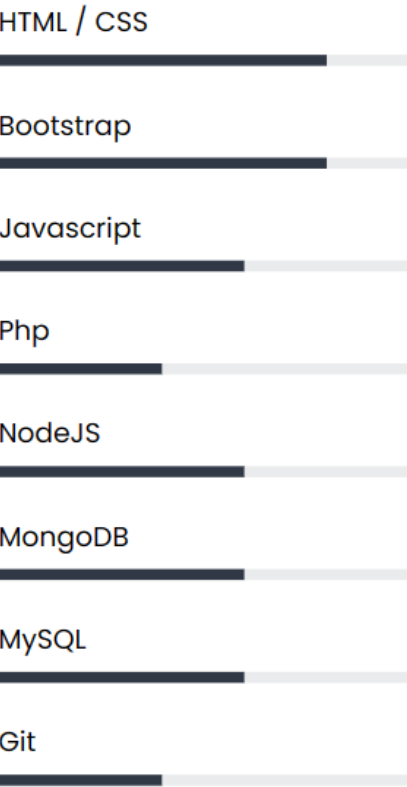 HTML / CSS
Bootstrap
Javascript
Php
NodeJS
MongoDB
MySQL
Git